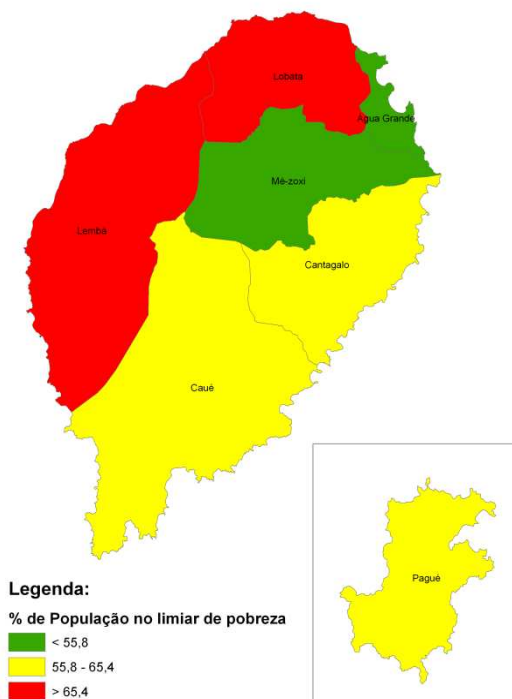 Lobata
Água Grande
Mé-zoxi
Lembá
Cantagalo
Caué
Pagué
Legenda:
% de População no limiar de pobreza
< 55,8
55,8 - 65,4
> 65,4